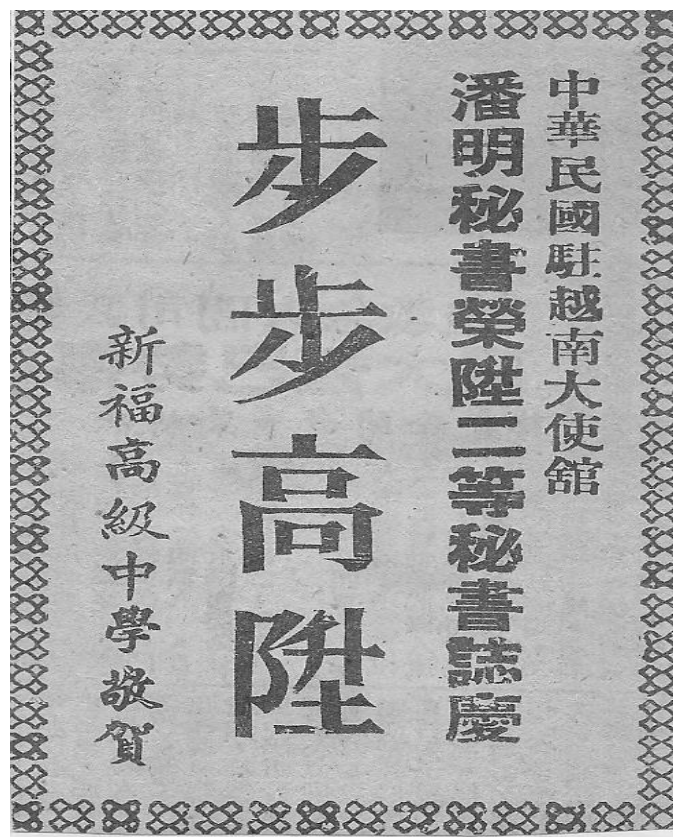 中華民國駐越南大使舘
潘明秘書榮陞二等秘書誌慶
步步高陞
新福高級中學敬賀